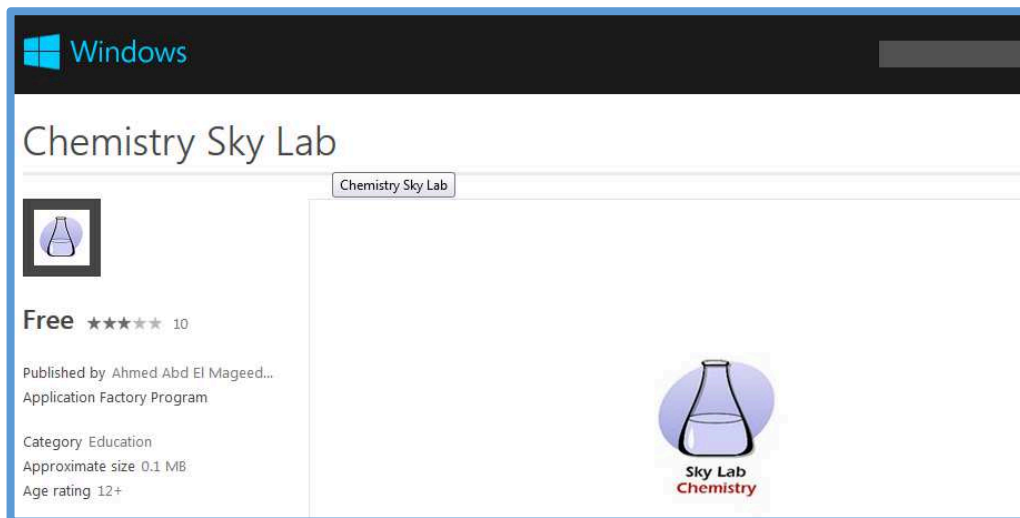 Windows
Chemistry Sky Lab
Chemistry Sky Lab
Free ★★★★★ 10
Published by Ahmed Abd El Mageed...
Application Factory Program
Category Education
Approximate size 0.1 MB
Age rating 12+
Sky Lab
Chemistry